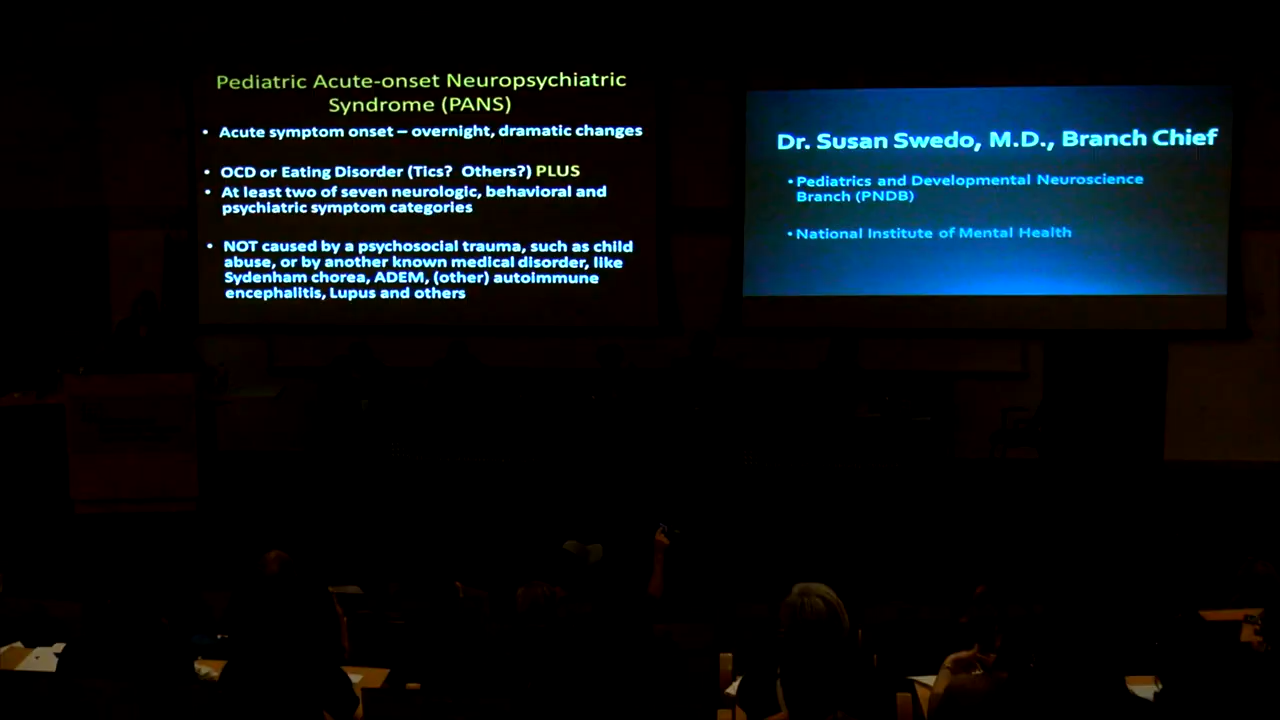 Pediatric Acute-onset Neuropsychiatric
Syndrome (PANS)
• Acute symptom onset – overnight, dramatic changes
• OCD or Eating Disorder (Tics? Others?) PLUS
• At least two of seven neurologic, behavioral and
psychiatric symptom categories
• NOT caused by a psychosocial trauma, such as child
abuse, or by another known medical disorder, like
Sydenham chorea, ADEM, (other) autoimmune
encephalitis, Lupus and others
Dr. Susan Swedo, M.D., Branch Chief
• Pediatrics and Developmental Neuroscience
Branch (PNDB)
• National Institute of Mental Health